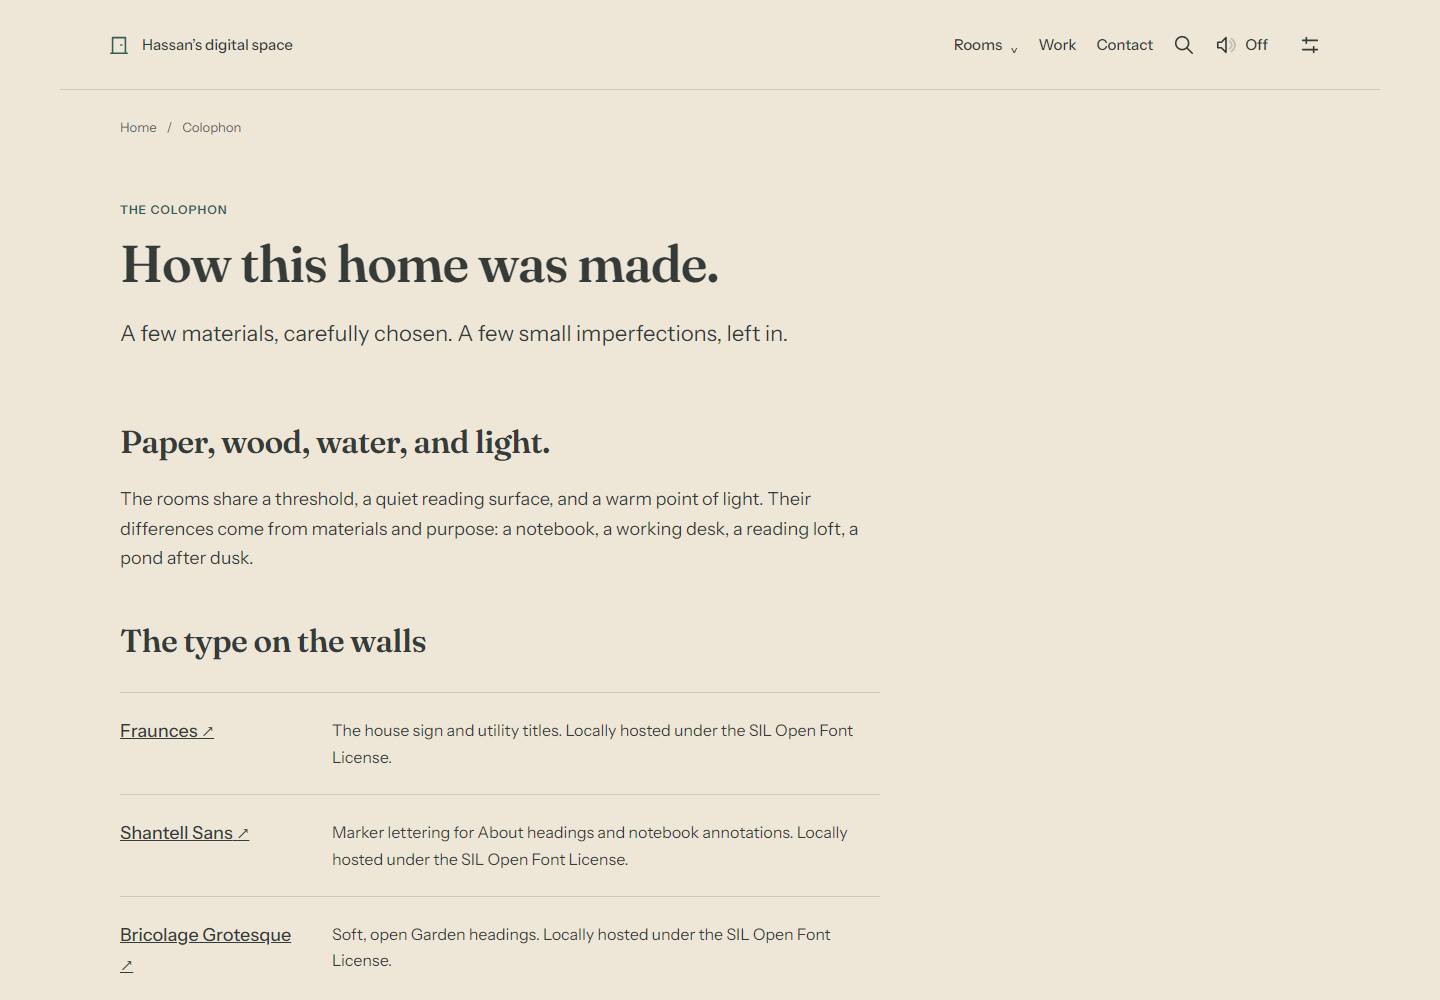 Hassan’s digital space
Rooms Work Contact Off
Home / Colophon
THE COLOPHON
How this home was made.
A few materials, carefully chosen. A few small imperfections, left in.
Paper, wood, water, and light.
The rooms share a threshold, a quiet reading surface, and a warm point of light. Their
differences come from materials and purpose: a notebook, a working desk, a reading loft, a
pond after dusk.
The type on the walls
Fraunces ↗
The house sign and utility titles. Locally hosted under the SIL Open Font
License.
Shantell Sans ↗
Marker lettering for About headings and notebook annotations. Locally
hosted under the SIL Open Font License.
Bricolage Grotesque
↗
Soft, open Garden headings. Locally hosted under the SIL Open Font
License.